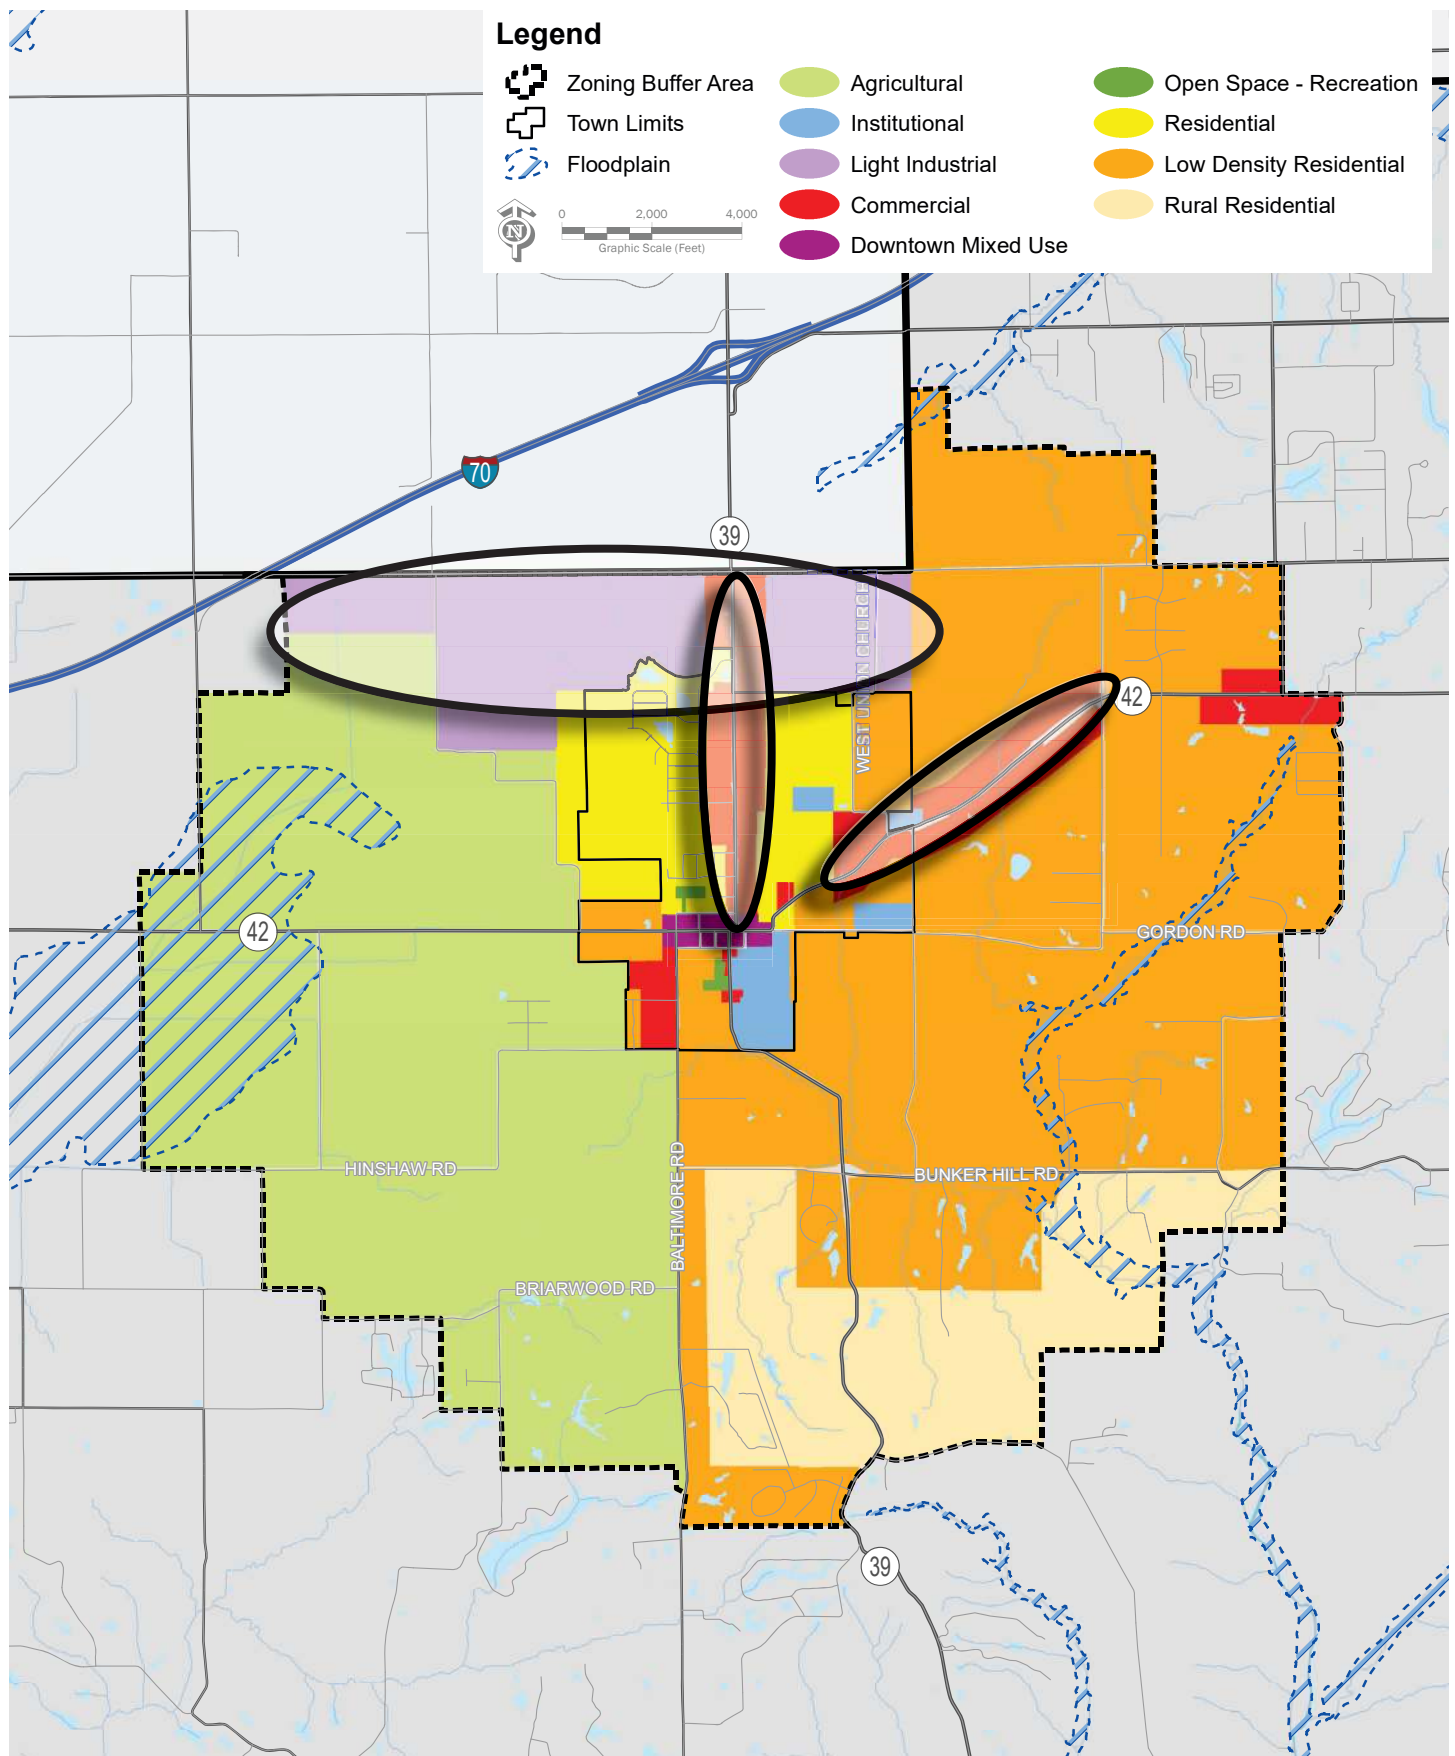 Legend
Zoning Buffer Area
Town Limits
Floodplain
N
0 2,000 4,000
Graphic Scale (Feet)
Agricultural
Institutional
Light Industrial
Commercial
Downtown Mixed Use
Open Space - Recreation
Residential
Low Density Residential
Rural Residential
70
39
WEST UNION CHURCH
42
42
GORDON RD
HINSHAW RD
BALTIMORE RD
BUNKER HILL RD
BRIARWOOD RD
39